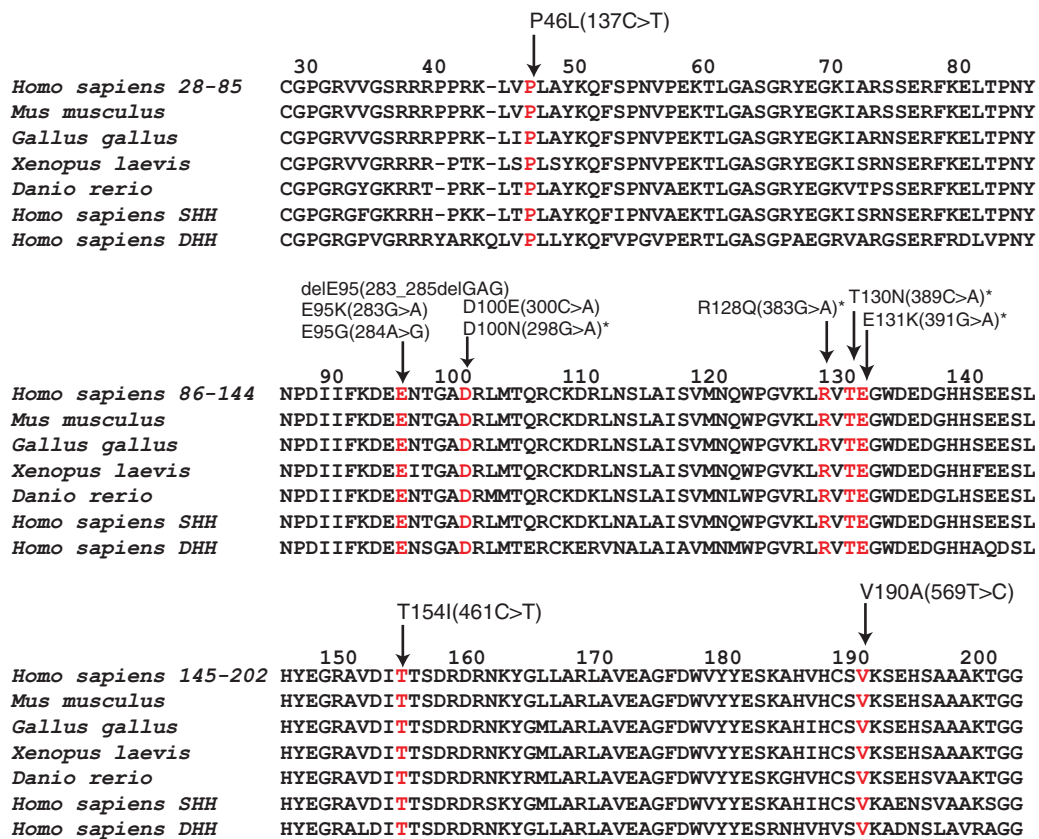 P46L(137C>T)
30 40 50 60 70 80
Homo sapiens 28-85 CGPGRVVGSRRRPPRK-LVPLAYKQFSPNVPEKTLGASGRYEGKIARSSERFKELTPNY
Mus musculus CGPGRVVGSRRRPPRK-LVPLAYKQFSPNVPEKTLGASGRYEGKIARSSERFKELTPNY
Gallus gallus CGPGRVVGSRRRPPRK-LIPLAYKQFSPNVPEKTLGASGRYEGKIARNSERFKELTPNY
Xenopus laevis CGPGRVVGRRRR-PTK-LSPLSYKQFSPNVPEKTLGASGRYEGKISRNSERFKELTPNY
Danio rerio CGPGRGYGKRRT-PRK-LTPLAYKQFSPNVAEKTLGASGRYEGKVTPSSERFKELTPNY
Homo sapiens SHH CGPGRGFGKRRH-PKK-LTPLAYKQFIPNVAEKTLGASGRYEGKISRNSERFKELTPNY
Homo sapiens DHH CGPGRGPVGRRRYARKQLVPLLYKQFVPGVPERTLGASGPAEGRVARGSERFRDLVPNY
delE95(283_285delGAG)
E95K(283G>A) D100E(300C>A) R128Q(383G>A)* T130N(389C>A)*
E95G(284A>G) D100N(298G>A)* E131K(391G>A)*
90 100 110 120 130 140
Homo sapiens 86-144 NPDIIFKDEENTGADRLMTQRCKDRLNSLAISVMNQWPGVKLRVTEGWDEDGHHSEESL
Mus musculus NPDIIFKDEENTGADRLMTQRCKDRLNSLAISVMNQWPGVKLRVTEGWDEDGHHSEESL
Gallus gallus NPDIIFKDEENTGADRLMTQRCKDRLNSLAISVMNQWPGVKLRVTEGWDEDGHHSEESL
Xenopus laevis NPDIIFKDEEITGADRLMTQRCKDRLNSLAISVMNQWPGVKLRVTEGWDEDGHHFEESL
Danio rerio NPDIIFKDEENTGADRMMTQRCKDKLNSLAISVMNLWPGVRLRVTEGWDEDGLHSEESL
Homo sapiens SHH NPDIIFKDEENTGADRLMTQRCKDKLNALAISVMNQWPGVKLRVTEGWDEDGHHSEESL
Homo sapiens DHH NPDIIFKDEENSGADRLMTERCKERVNALAIAVMNMWPGVRLRVTEGWDEDGHHAQDSL
T154I(461C>T) V190A(569T>C)
150 160 170 180 190 200
Homo sapiens 145-202 HYEGRAVDITTSDRDRNKYGLLARLAVEAGFDWVYYESKAHVHCSVKSEHSAAAKTGG
Mus musculus HYEGRAVDITTSDRDRNKYGLLARLAVEAGFDWVYYESKAHVHCSVKSEHSAAAKTGG
Gallus gallus HYEGRAVDITTSDRDRNKYGMLARLAVEAGFDWVYYESKAHIHCSVKSEHSAAAKTGG
Xenopus laevis HYEGRAVDITTSDRDRNKYGMLARLAVEAGFDWVYYESKAHIHCSVKSEHSAAAKTGG
Danio rerio HYEGRAVDITTSDRDRNKYRMLARLAVEAGFDWVYYESKGHVHCSVKSEHSVAAKTGG
Homo sapiens SHH HYEGRAVDITTSDRDRSKYGMLARLAVEAGFDWVYYESKAHIHCSVKAENSVAAKSGG
Homo sapiens DHH HYEGRALDITTSDRDRNKYGLLARLAVEAGFDWVYYESRNHVHVSVKADNSLAVRAGG